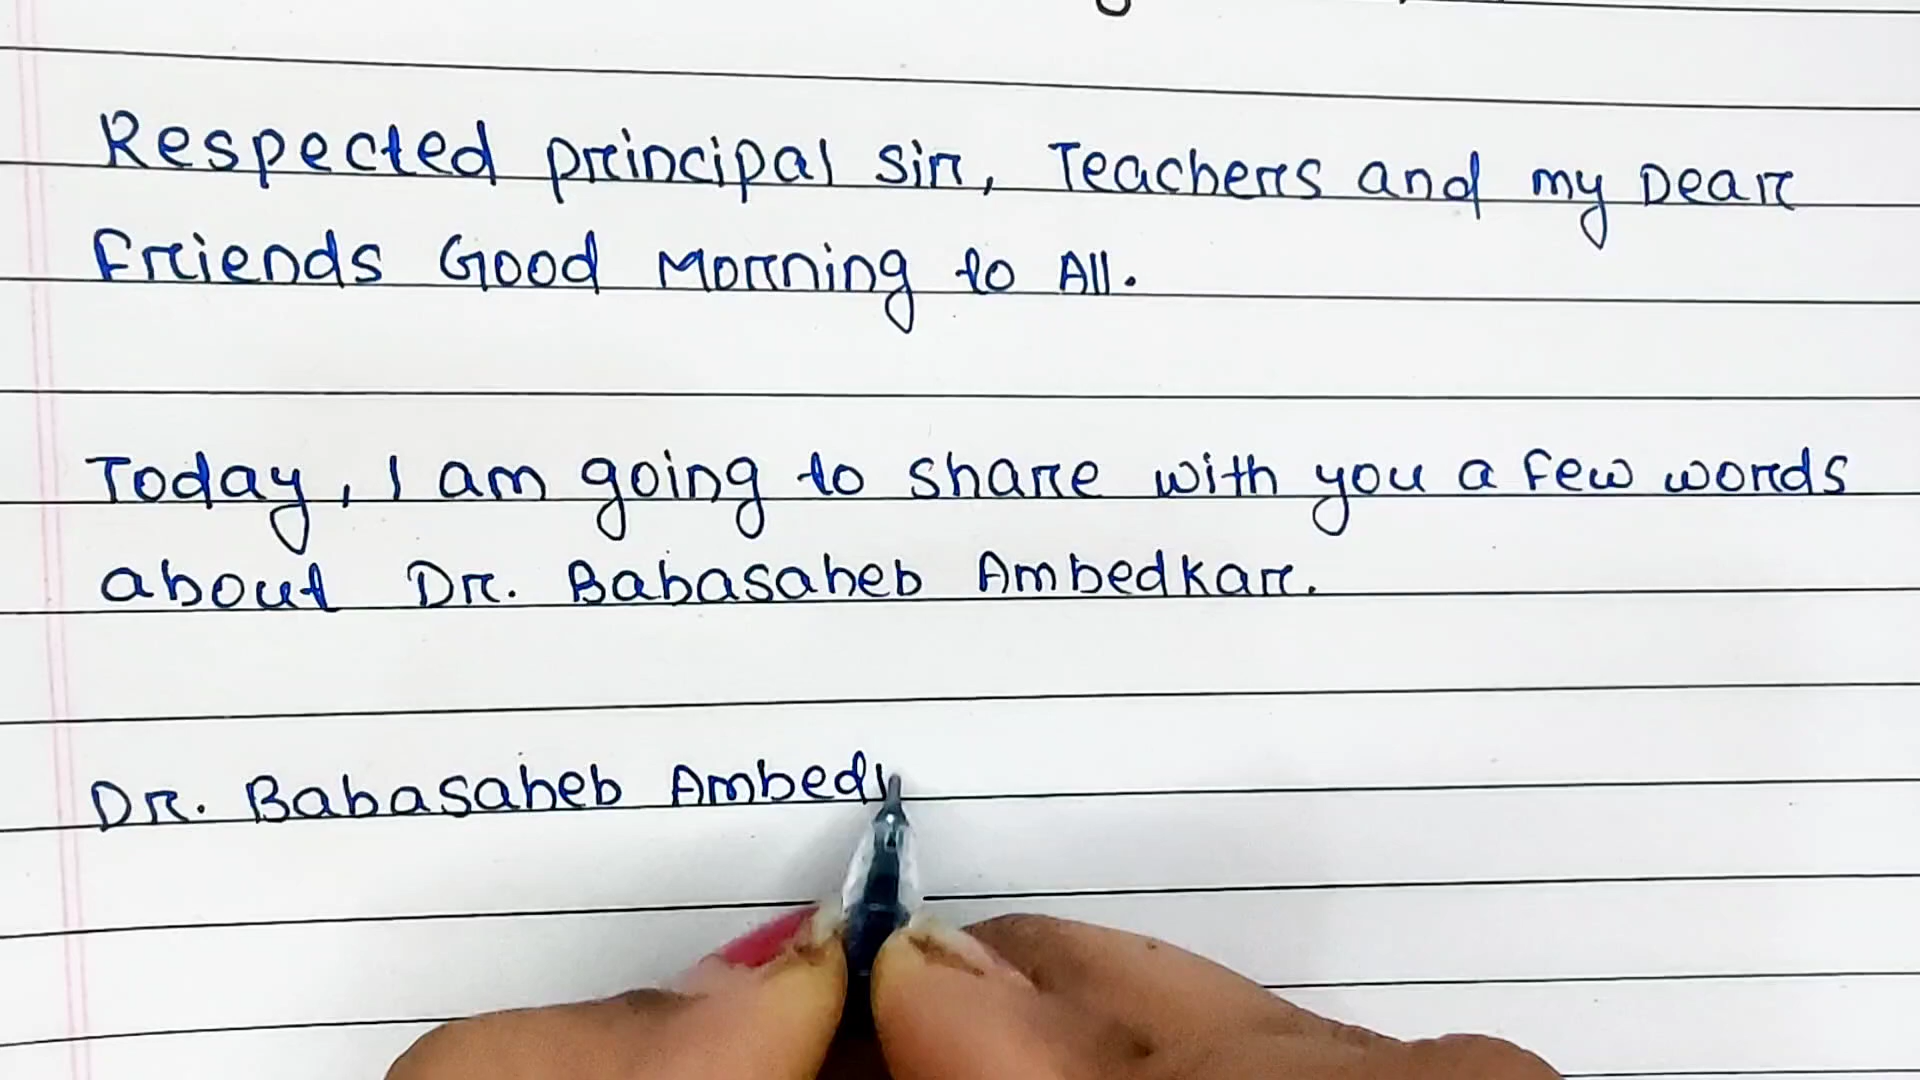 Respected principal sir, Teachers and my Dear
Friends Good Morning to All.
Today, I am going to share with you a few words
about Dr. Babasaheb Ambedkar.
Dr. Babasaheb